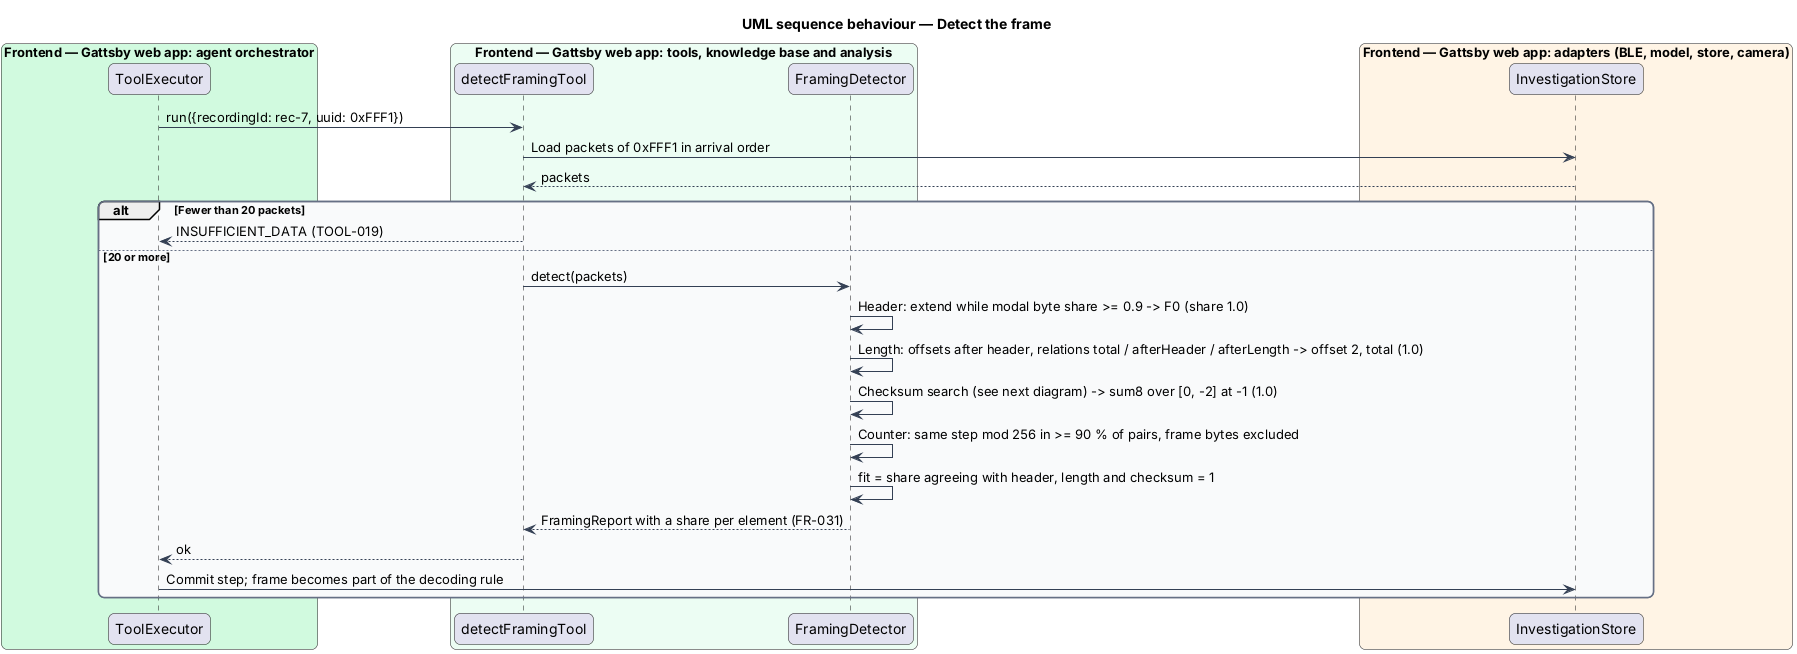 UML sequence behaviour — Detect the frame
Frontend — Gattsby web app: agent orchestrator
Frontend — Gattsby web app: tools, knowledge base and analysis
Frontend — Gattsby web app: adapters (BLE, model, store, camera)
ToolExecutor
detectFramingTool
FramingDetector
InvestigationStore
run({recordingId: rec-7, uuid: 0xFFF1})
Load packets of 0xFFF1 in arrival order
packets
alt
[Fewer than 20 packets]
INSUFFICIENT_DATA (TOOL-019)
[20 or more]
detect(packets)
Header: extend while modal byte share >= 0.9 -> F0 (share 1.0)
Length: offsets after header, relations total / afterHeader / afterLength -> offset 2, total (1.0)
Checksum search (see next diagram) -> sum8 over [0, -2] at -1 (1.0)
Counter: same step mod 256 in >= 90 % of pairs, frame bytes excluded
fit = share agreeing with header, length and checksum = 1
FramingReport with a share per element (FR-031)
ok
Commit step; frame becomes part of the decoding rule
ToolExecutor
detectFramingTool
FramingDetector
InvestigationStore